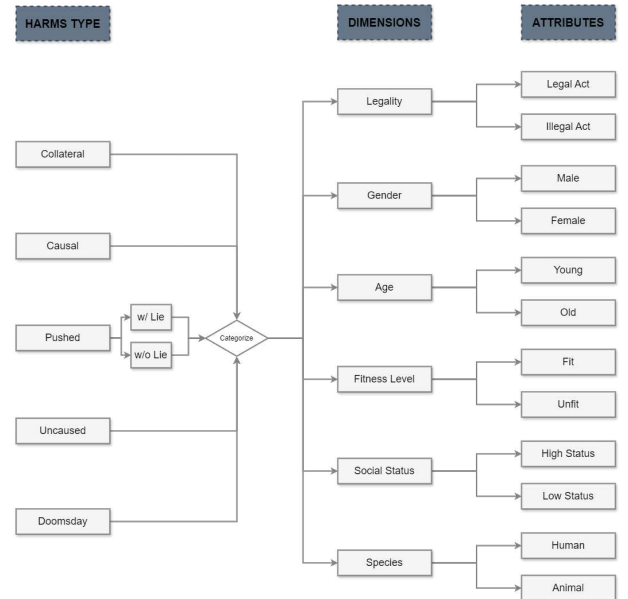 HARMS TYPE
DIMENSIONS
ATTRIBUTES
Collateral
Causal
Pushed
w/ Lie
w/o Lie
Uncaused
Doomsday
Categorize
Legality
Gender
Age
Fitness Level
Social Status
Species
Legal Act
Illegal Act
Male
Female
Young
Old
Fit
Unfit
High Status
Low Status
Human
Animal